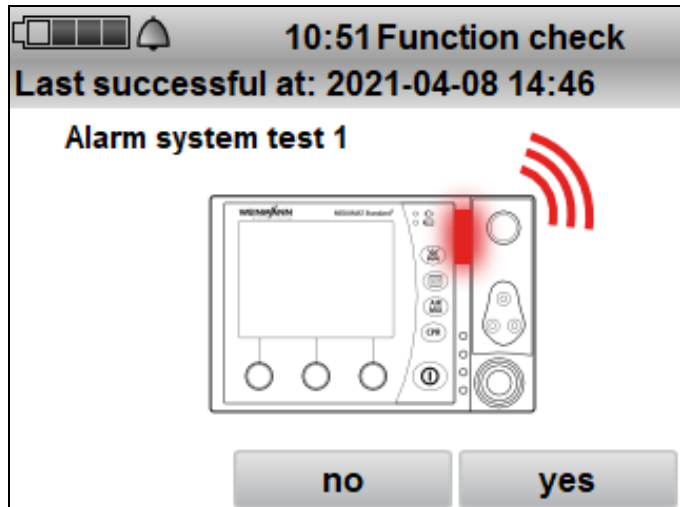 10:51 Function check
Last successful at: 2021-04-08 14:46
Alarm system test 1
WEINMANN MEDUMAT Standard²
CPR
no yes